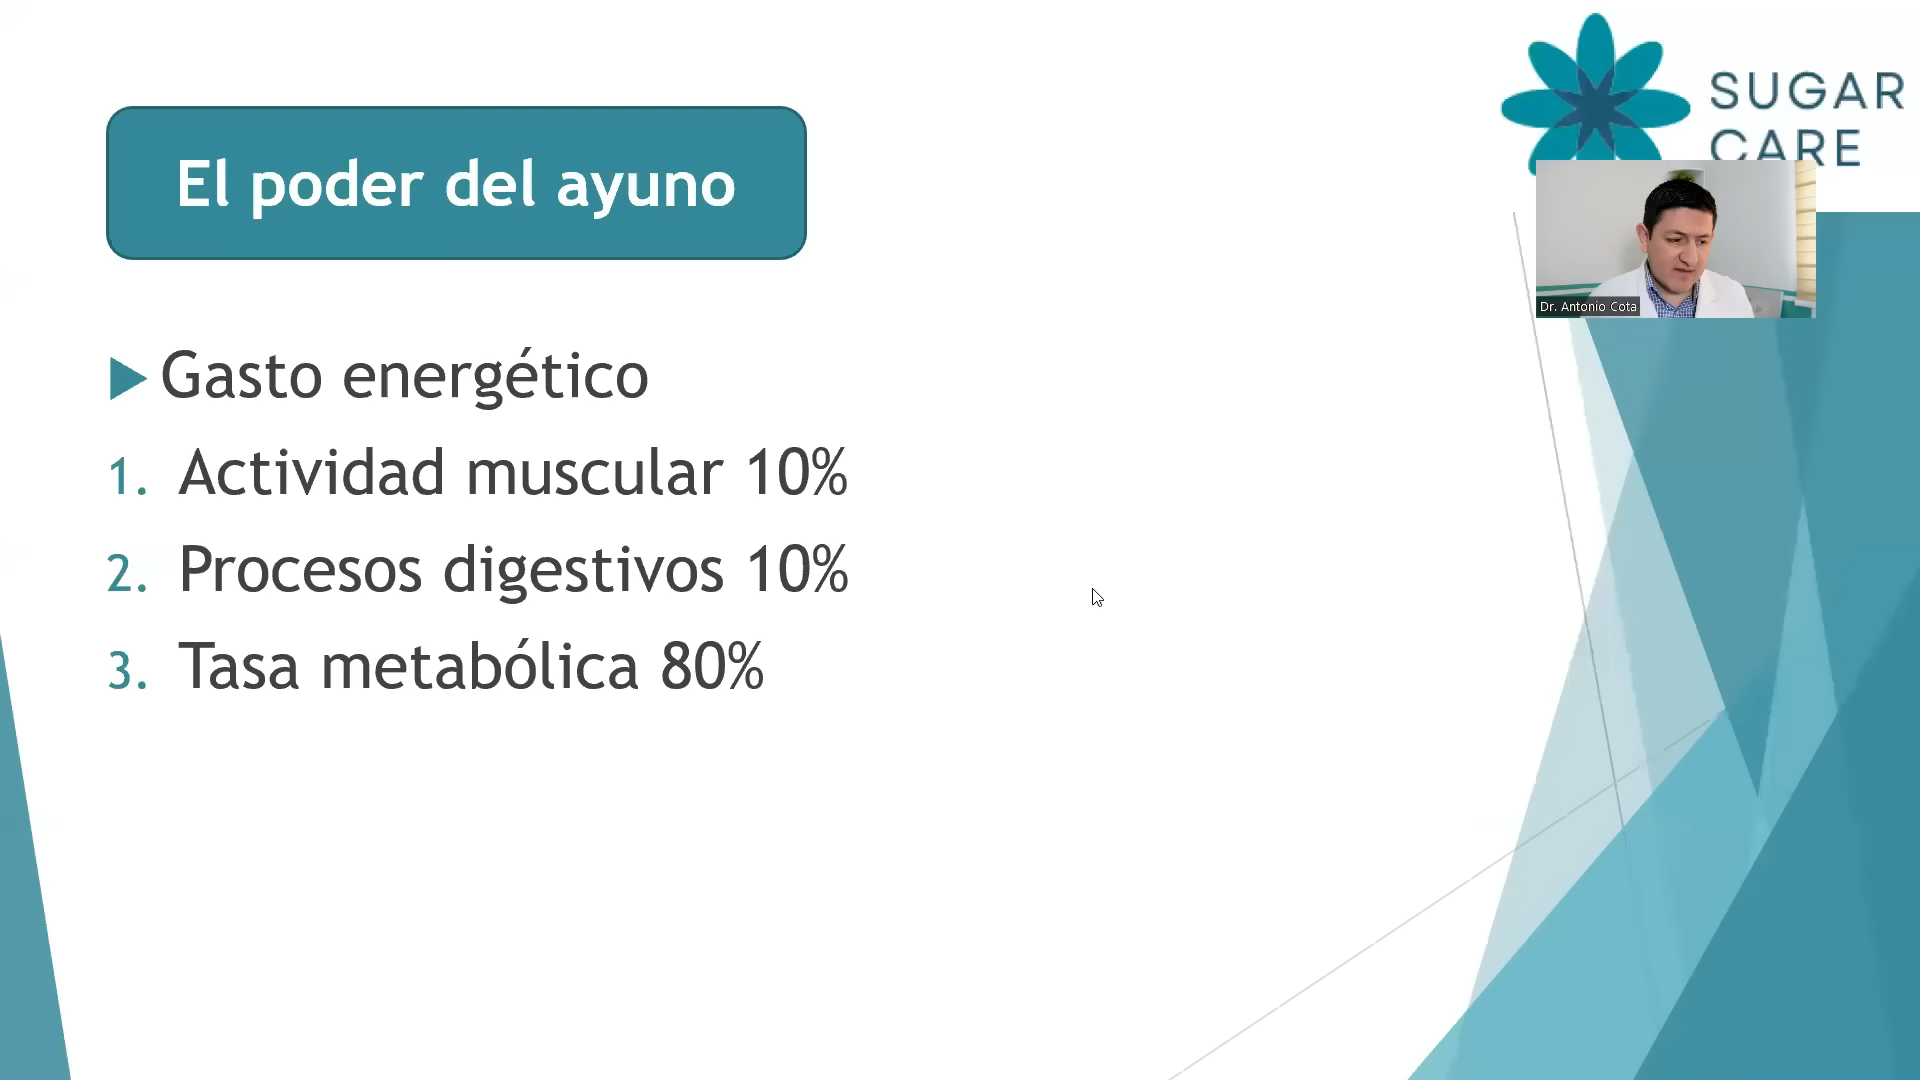 SUGAR
CARE
El poder del ayuno
Dr. Antonio Cota
Gasto energético
1. Actividad muscular 10%
2. Procesos digestivos 10%
3. Tasa metabólica 80%